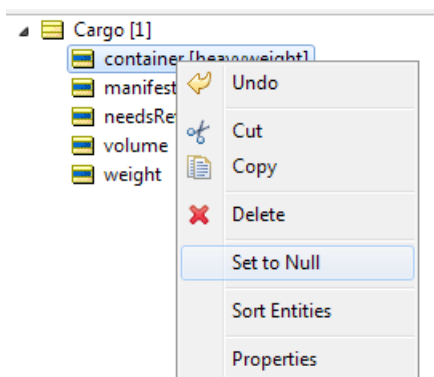 Cargo [1]
container [heavyweight]
manifest
needsRe
volume
weight
Undo
Cut
Copy
Delete
Set to Null
Sort Entities
Properties